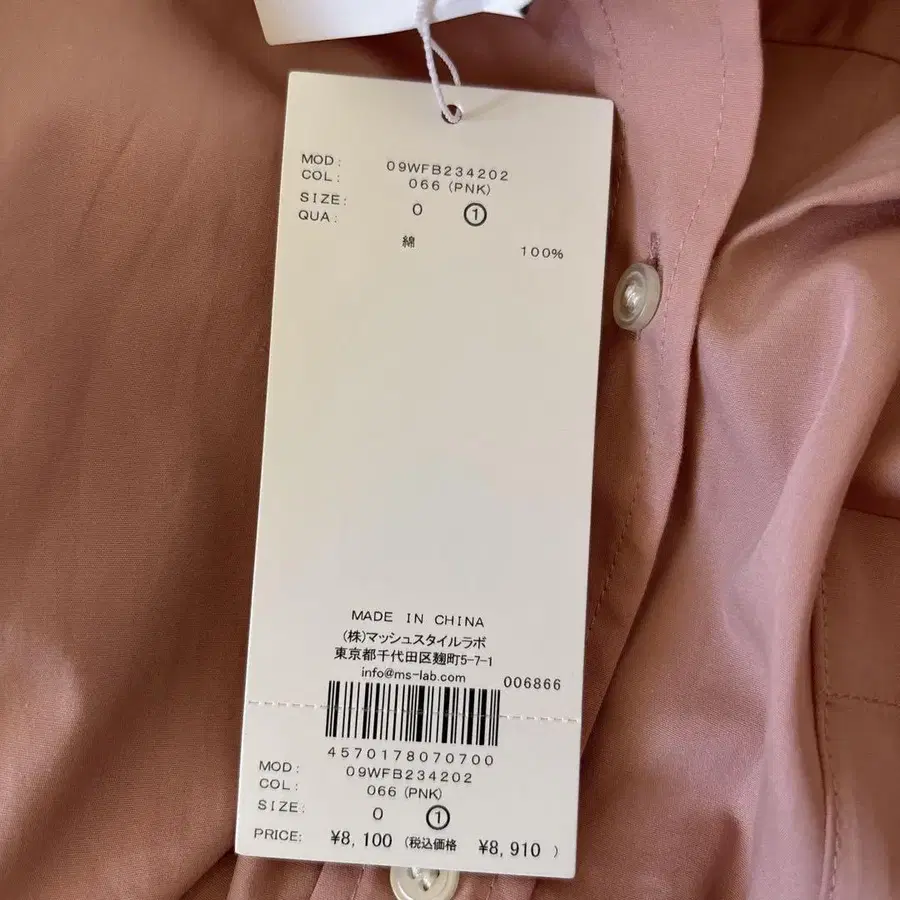 MOD: 09WFB234202
COL: 066 (PNK)
SIZE: 0 ①
QUA:
綿 100%
MADE IN CHINA
(株)マッシュスタイルラボ
東京都千代田区麹町5-7-1
info@ms-lab.com 006866
4570178070700
MOD: 09WFB234202
COL: 066 (PNK)
SIZE: 0 ①
PRICE: ¥8,100 (税込価格 ¥8,910 )